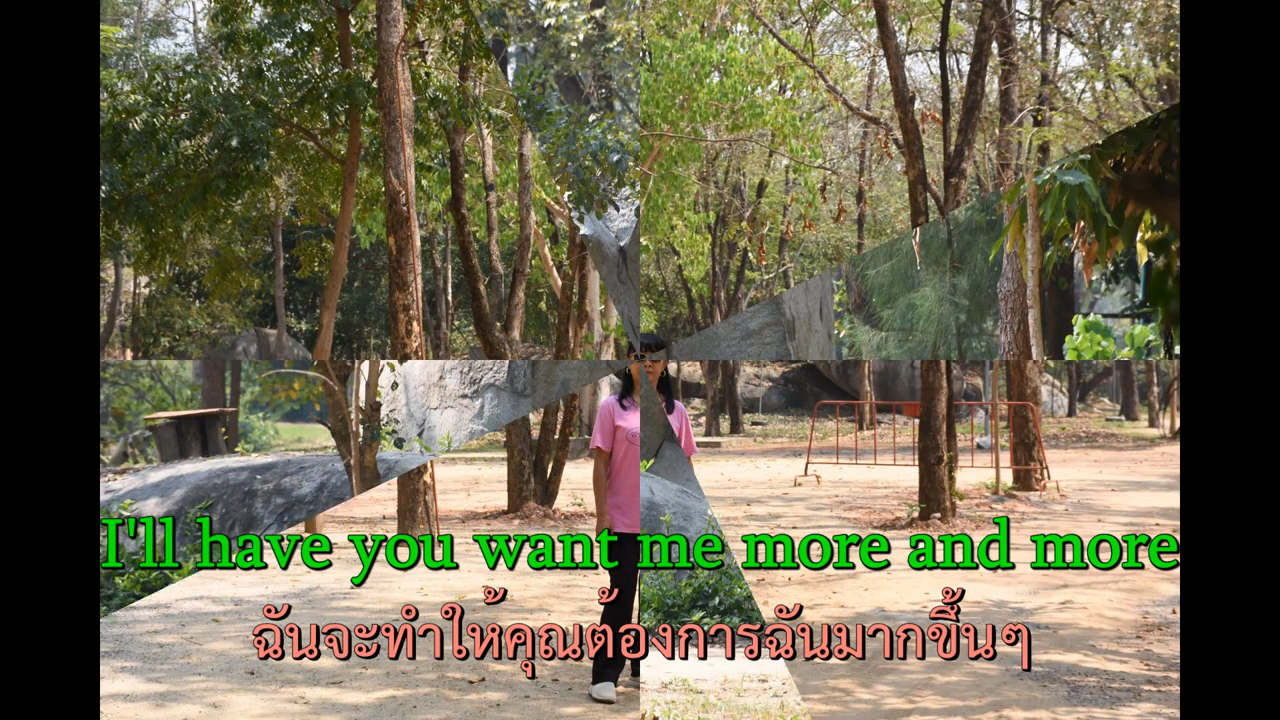 I'll have you want me more and more
ฉันจะทำให้คุณต้องการฉันมากขึ้นๆ